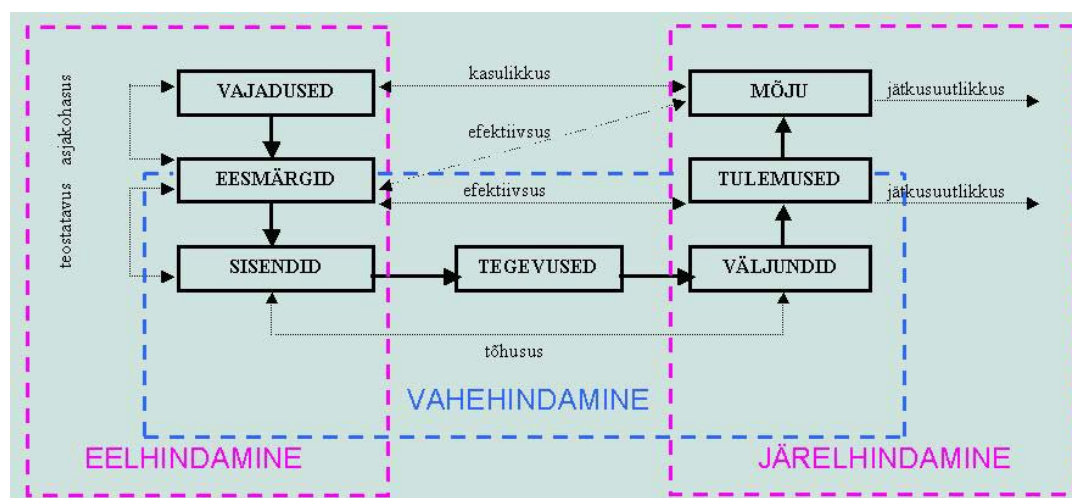 kasulikkus
VAJADUSED
MÕJU
jätkusuutlikkus
asjakohasus
efektiivsus
EESMÄRGID
efektiivsus
TULEMUSED
jätkusuutlikkus
teostatavus
SISENDID
TEGEVUSED
VÄLJUNDID
tõhusus
VAHEHINDAMINE
EELHINDAMINE
JÄRELHINDAMINE